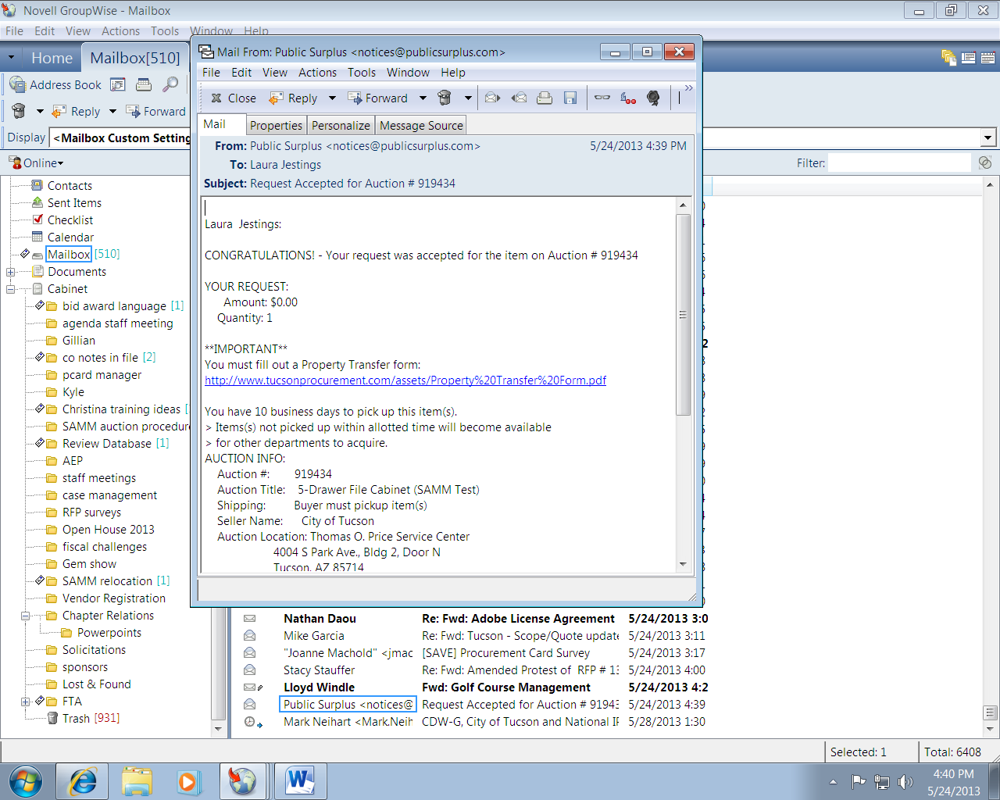 Novell GroupWise - Mailbox
File Edit View Actions Tools Window Help
Home Mailbox[510]
Address Book
Reply Forward
Display <Mailbox Custom Setting
Online
Filter:
Contacts
Sent Items
Checklist
Calendar
Mailbox [510]
Documents
Cabinet
bid award language [1]
agenda staff meeting
Gillian
co notes in file [2]
pcard manager
Kyle
Christina training ideas [
SAMM auction procedur
Review Database [1]
AEP
staff meetings
case management
RFP surveys
Open House 2013
fiscal challenges
Gem show
SAMM relocation [1]
Vendor Registration
Chapter Relations
Powerpoints
Solicitations
sponsors
Lost & Found
FTA
Trash [931]
Mail From: Public Surplus <notices@publicsurplus.com>
File Edit View Actions Tools Window Help
Close Reply Forward
Mail Properties Personalize Message Source
From: Public Surplus <notices@publicsurplus.com> 5/24/2013 4:39 PM
To: Laura Jestings
Subject: Request Accepted for Auction # 919434
Laura Jestings:
CONGRATULATIONS! - Your request was accepted for the item on Auction # 919434
YOUR REQUEST:
Amount: $0.00
Quantity: 1
**IMPORTANT**
You must fill out a Property Transfer form:
http://www.tucsonprocurement.com/assets/Property%20Transfer%20Form.pdf
You have 10 business days to pick up this item(s).
> Items(s) not picked up within allotted time will become available
> for other departments to acquire.
AUCTION INFO:
Auction #: 919434
Auction Title: 5-Drawer File Cabinet (SAMM Test)
Shipping: Buyer must pickup item(s)
Seller Name: City of Tucson
Auction Location: Thomas O. Price Service Center
4004 S Park Ave., Bldg 2, Door N
Tucson, AZ 85714
Nathan Daou Re: Fwd: Adobe License Agreement 5/24/2013 3:0
Mike Garcia Re: Fwd: Tucson - Scope/Quote update 5/24/2013 3:11
"Joanne Machold" <jmac [SAVE] Procurement Card Survey 5/24/2013 3:17
Stacy Stauffer Re: Fwd: Amended Protest of RFP # 13 5/24/2013 4:00
Lloyd Windle Fwd: Golf Course Management 5/24/2013 4:2
Public Surplus <notices@ Request Accepted for Auction # 91943 5/24/2013 4:39
Mark Neihart <Mark.Neih CDW-G, City of Tucson and National IP 5/28/2013 1:30
Selected: 1 Total: 6408
4:40 PM
5/24/2013